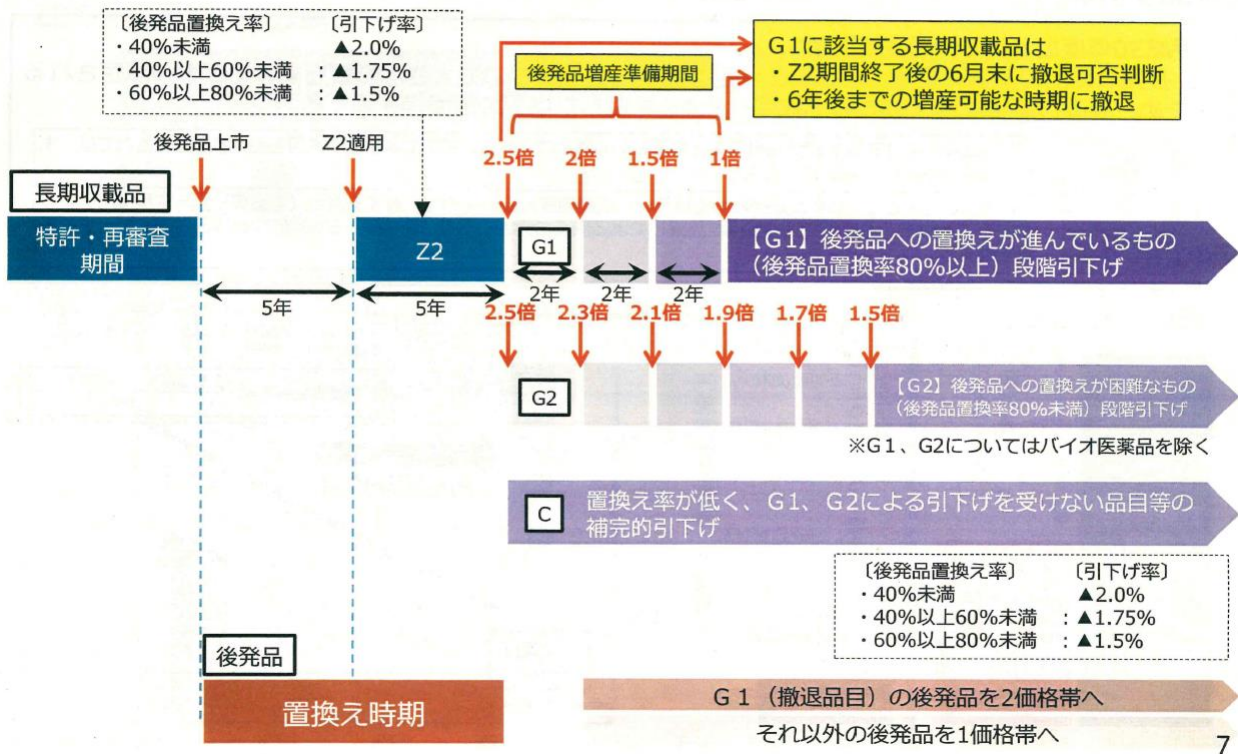 〔後発品置換え率〕 〔引下げ率〕
・40%未満 ▲2.0%
・40%以上60%未満 : ▲1.75%
・60%以上80%未満 : ▲1.5%
後発品増産準備期間
G1に該当する長期収載品は
・Z2期間終了後の6月末に撤退可否判断
・6年後までの増産可能な時期に撤退
後発品上市 Z2適用
2.5倍 2倍 1.5倍 1倍
長期収載品
特許・再審査
期間
Z2
G1
【G1】後発品への置換えが進んでいるもの
(後発品置換率80%以上)段階引下げ
5年 5年 2年 2年 2年
2.5倍 2.3倍 2.1倍 1.9倍 1.7倍 1.5倍
G2
【G2】後発品への置換えが困難なもの
(後発品置換率80%未満)段階引下げ
※G1、G2についてはバイオ医薬品を除く
C
置換え率が低く、G1、G2による引下げを受けない品目等の
補完的引下げ
〔後発品置換え率〕 〔引下げ率〕
・40%未満 ▲2.0%
・40%以上60%未満 : ▲1.75%
・60%以上80%未満 : ▲1.5%
後発品
置換え時期
G1(撤退品目)の後発品を2価格帯へ
それ以外の後発品を1価格帯へ
7